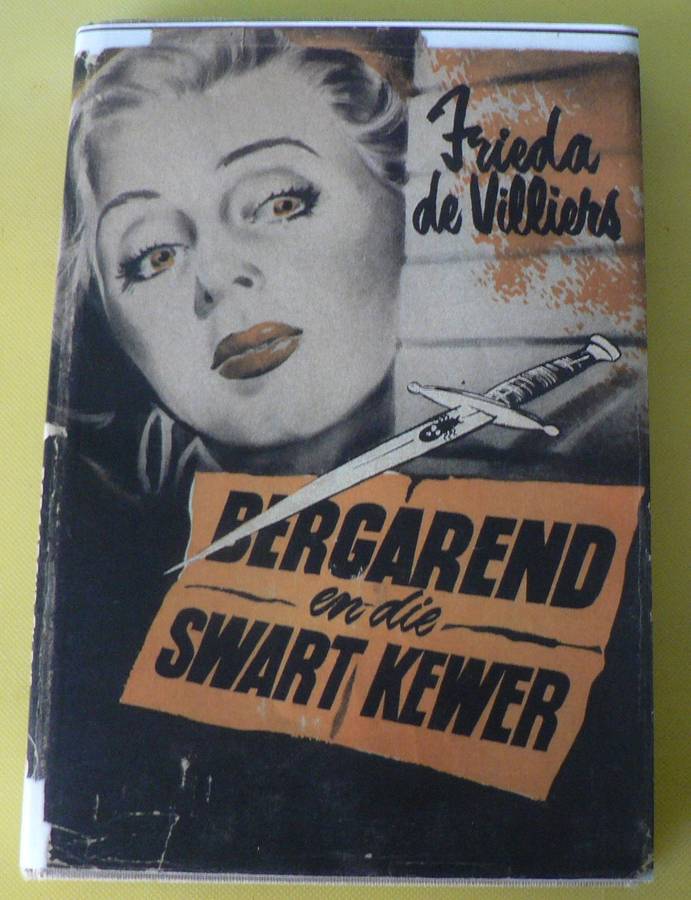 Frieda
de Villiers
BERGAREND
en die
SWART KEWER